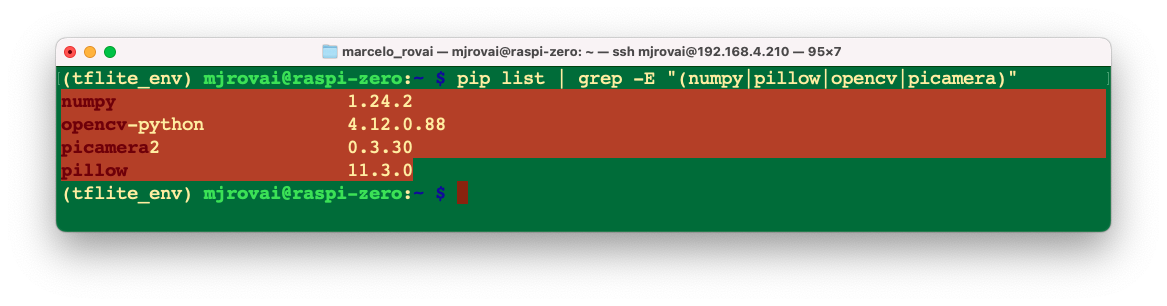 marcelo_rovai — mjrovai@raspi-zero: ~ — ssh mjrovai@192.168.4.210 — 95×7
(tflite_env) mjrovai@raspi-zero:~ $ pip list | grep -E "(numpy|pillow|opencv|picamera)"
numpy                     1.24.2
opencv-python             4.12.0.88
picamera2                 0.3.30
pillow                    11.3.0
(tflite_env) mjrovai@raspi-zero:~ $